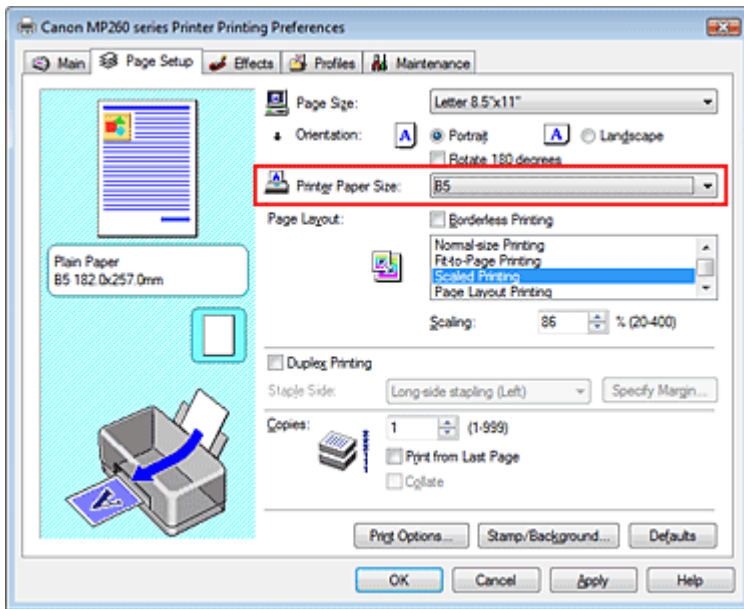 Canon MP260 series Printer Printing Preferences
Main Page Setup Effects Profiles Maintenance
Page Size: Letter 8.5"x11"
Orientation: A Portrait A Landscape
Rotate 180 degrees
Printer Paper Size: B5
Page Layout: Borderless Printing
Normal-size Printing
Fit-to-Page Printing
Scaled Printing
Page Layout Printing
Plain Paper
B5 182.0x257.0mm
Scaling: 86 % (20-400)
Duplex Printing
Staple Side: Long-side stapling (Left) Specify Margin...
Copies: 1 (1-999)
Print from Last Page
Collate
A
Print Options... Stamp/Background... Defaults
OK Cancel Apply Help